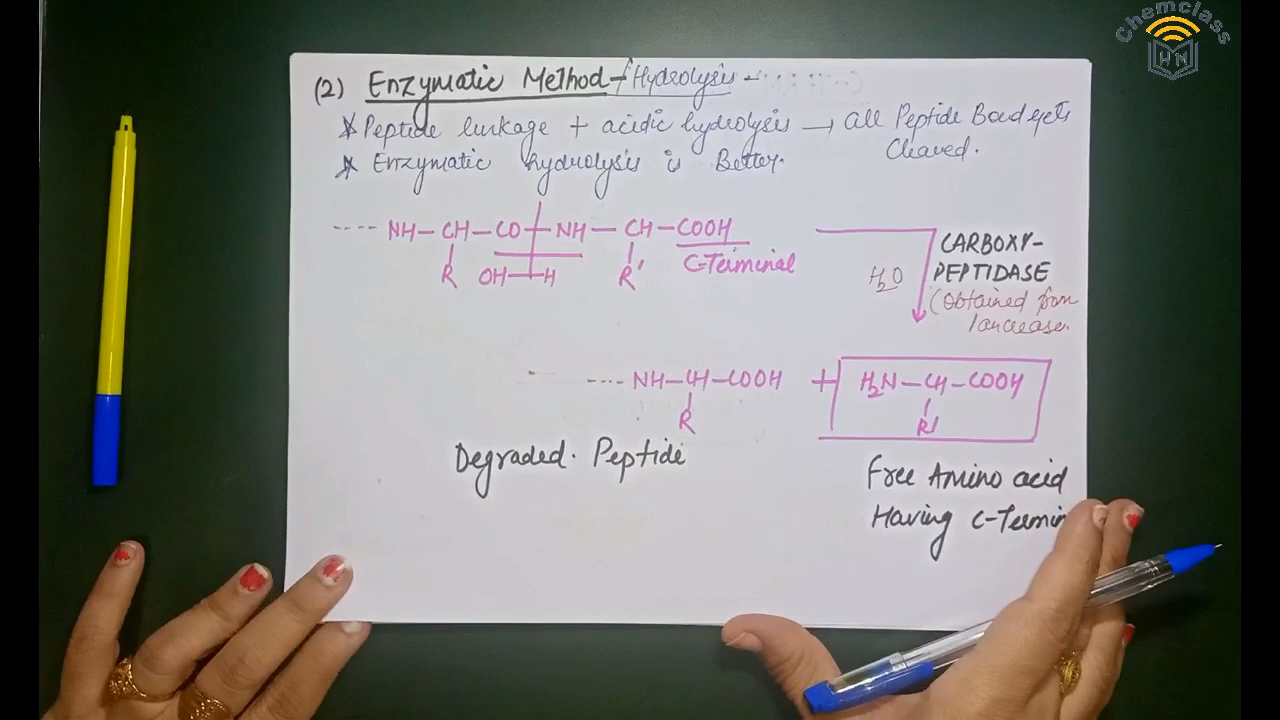 Chemclass
HM
(2) Enzymatic Method - Hydrolysis -
* Peptide linkage + acidic hydrolysis → all Peptide Bond gets
Cleaved.
* Enzymatic hydrolysis is Better.
---- NH-CH-CO-NH-CH-COOH
R OH-H R' C-Terminal
H2O CARBOXY-
PEPTIDASE
(Obtained from
---- NH-CH-COOH + H2N-CH-COOH
R R'
Degraded. Peptide
Free Amino acid
Having C-Termin